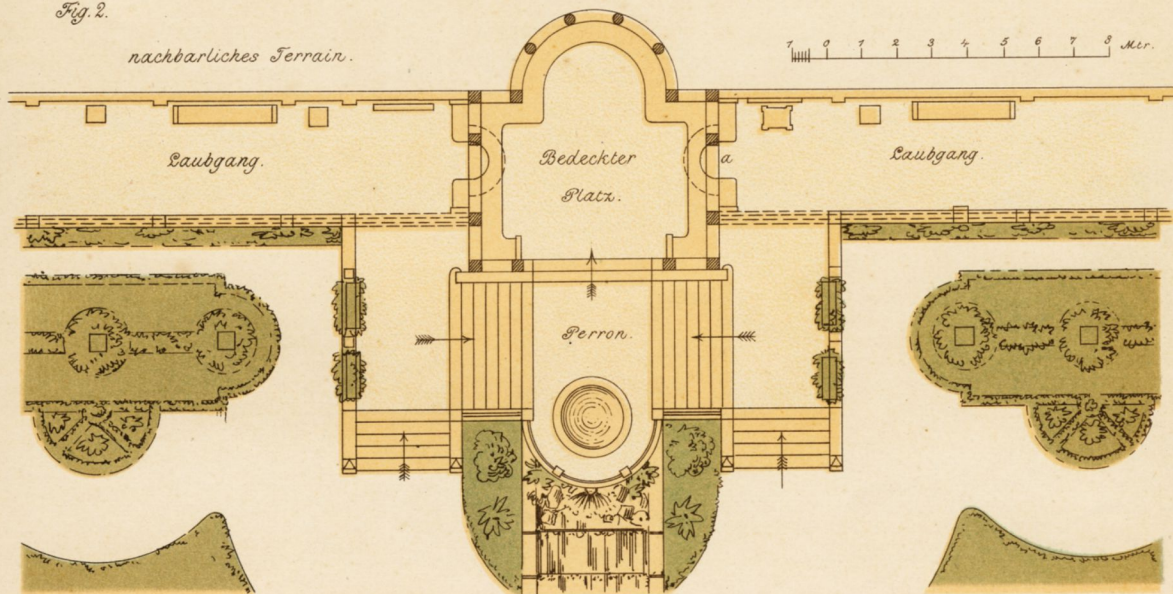 Fig. 2.
nachbarliches Terrain.
1 0 1 2 3 4 5 6 7 8 Mtr.
Laubgang.
Bedeckter
Platz.
a
Laubgang.
Perron.